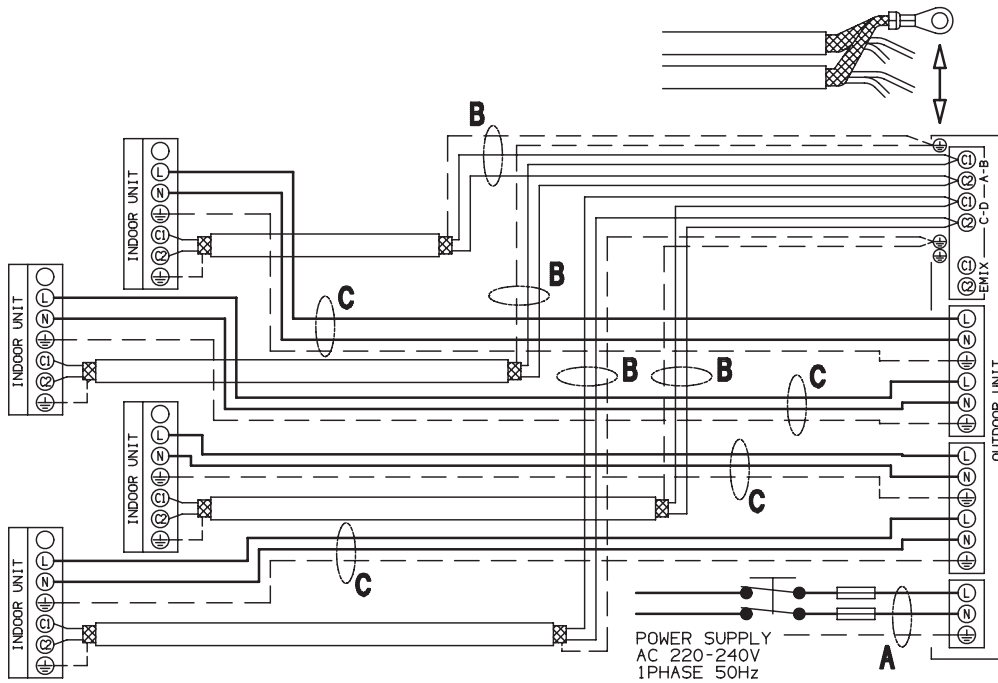 B
INDOOR UNIT
L
N
C1
C2
C1
C2
A-B
C1
C2
C-D
C1
C2
EMIX
B
C
INDOOR UNIT
L
N
C1
C2
L
N
L
N
OUTDOOR UNIT
B
B
C
INDOOR UNIT
L
N
C1
C2
C
L
N
L
N
INDOOR UNIT
L
N
C1
C2
C
L
N
POWER SUPPLY
AC 220-240V
1PHASE 50Hz
A